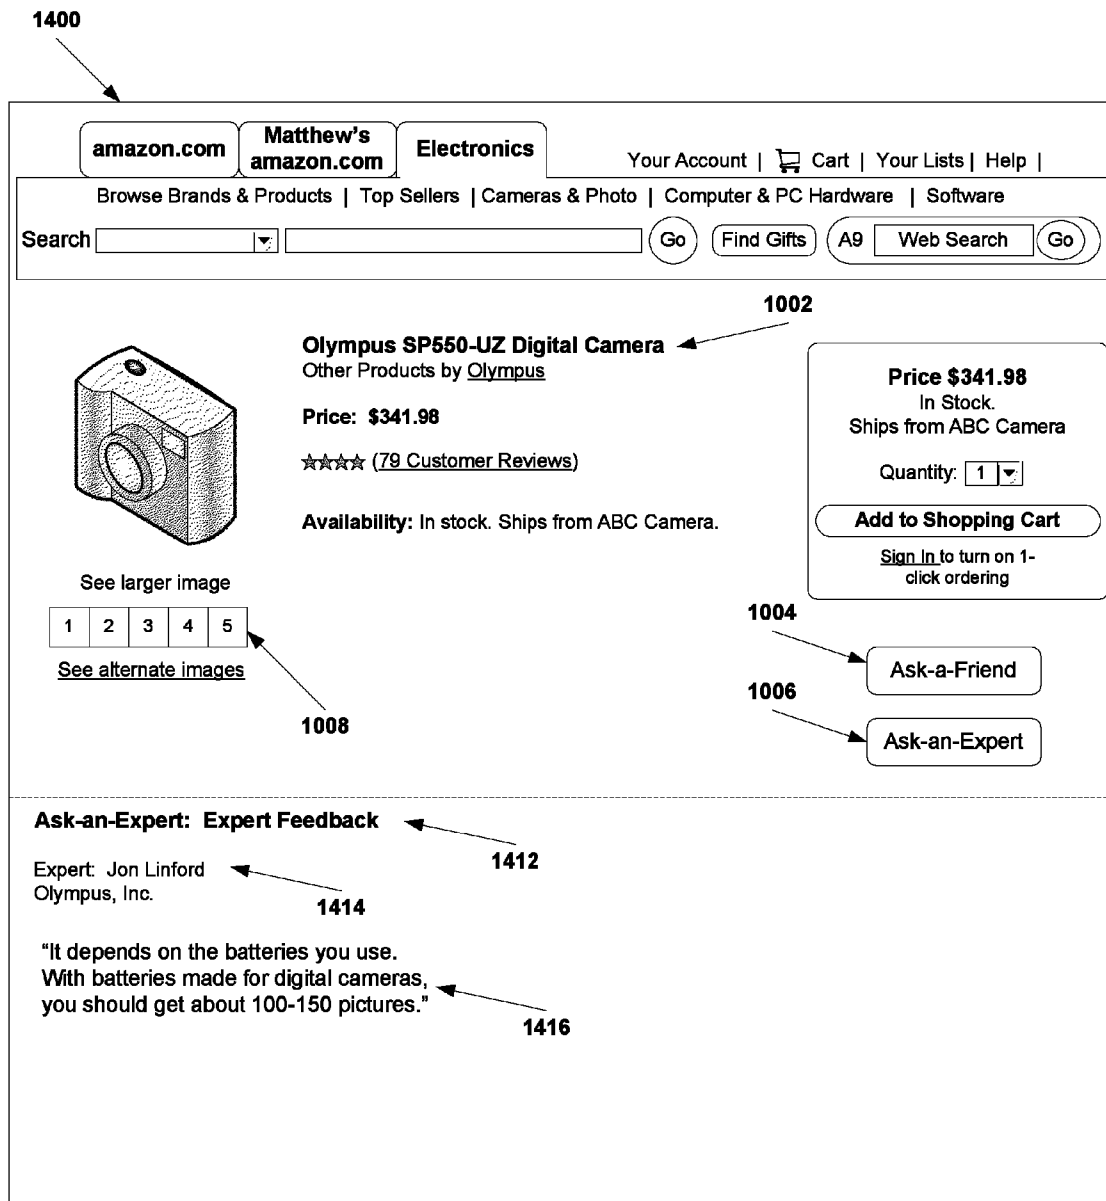 1400
amazon.com
Matthew's
amazon.com
Electronics
Your Account | Cart | Your Lists | Help |
Browse Brands & Products | Top Sellers | Cameras & Photo | Computer & PC Hardware | Software
Search Go Find Gifts A9 Web Search Go
1002
Olympus SP550-UZ Digital Camera
Other Products by Olympus
Price: $341.98
(79 Customer Reviews)
Availability: In stock. Ships from ABC Camera.
Price $341.98
In Stock.
Ships from ABC Camera
Quantity: 1
Add to Shopping Cart
Sign In to turn on 1-
click ordering
See larger image
1 2 3 4 5
See alternate images
1008
1004
Ask-a-Friend
1006
Ask-an-Expert
Ask-an-Expert: Expert Feedback
1412
Expert: Jon Linford
Olympus, Inc.
1414
“It depends on the batteries you use.
With batteries made for digital cameras,
you should get about 100-150 pictures.”
1416